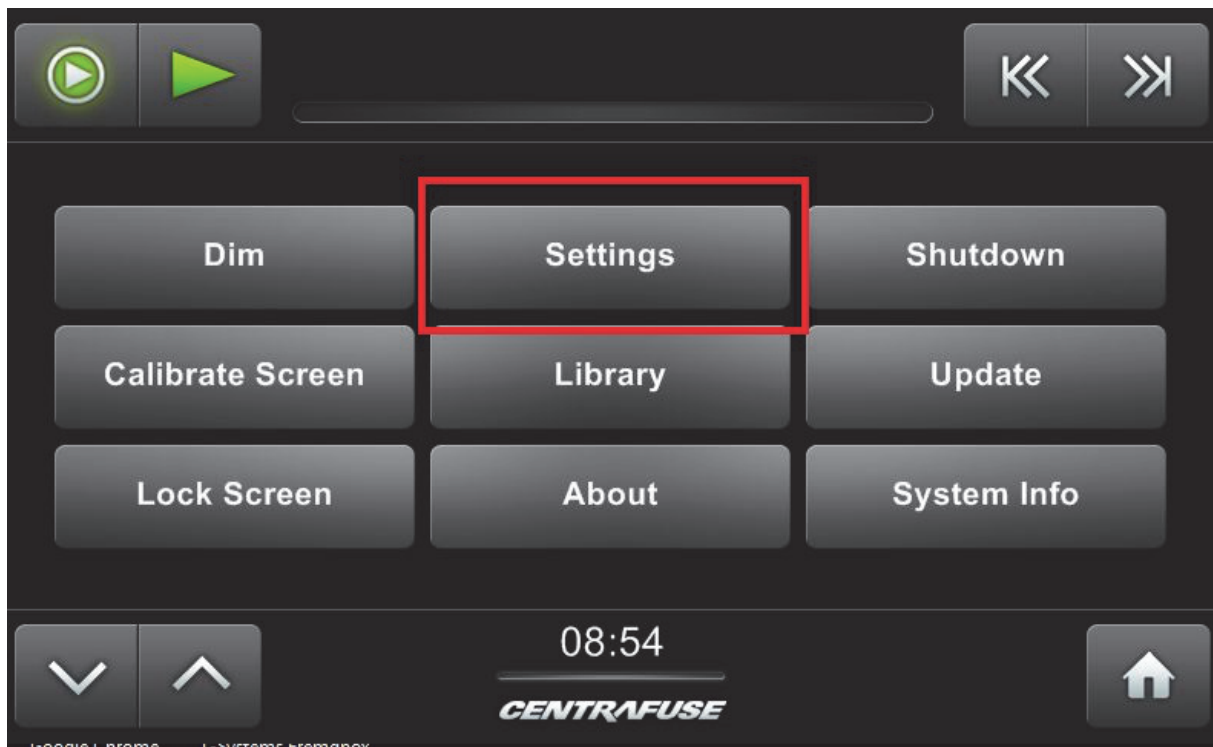 Dim
Settings
Shutdown
Calibrate Screen
Library
Update
Lock Screen
About
System Info
08:54
CENTRAFUSE